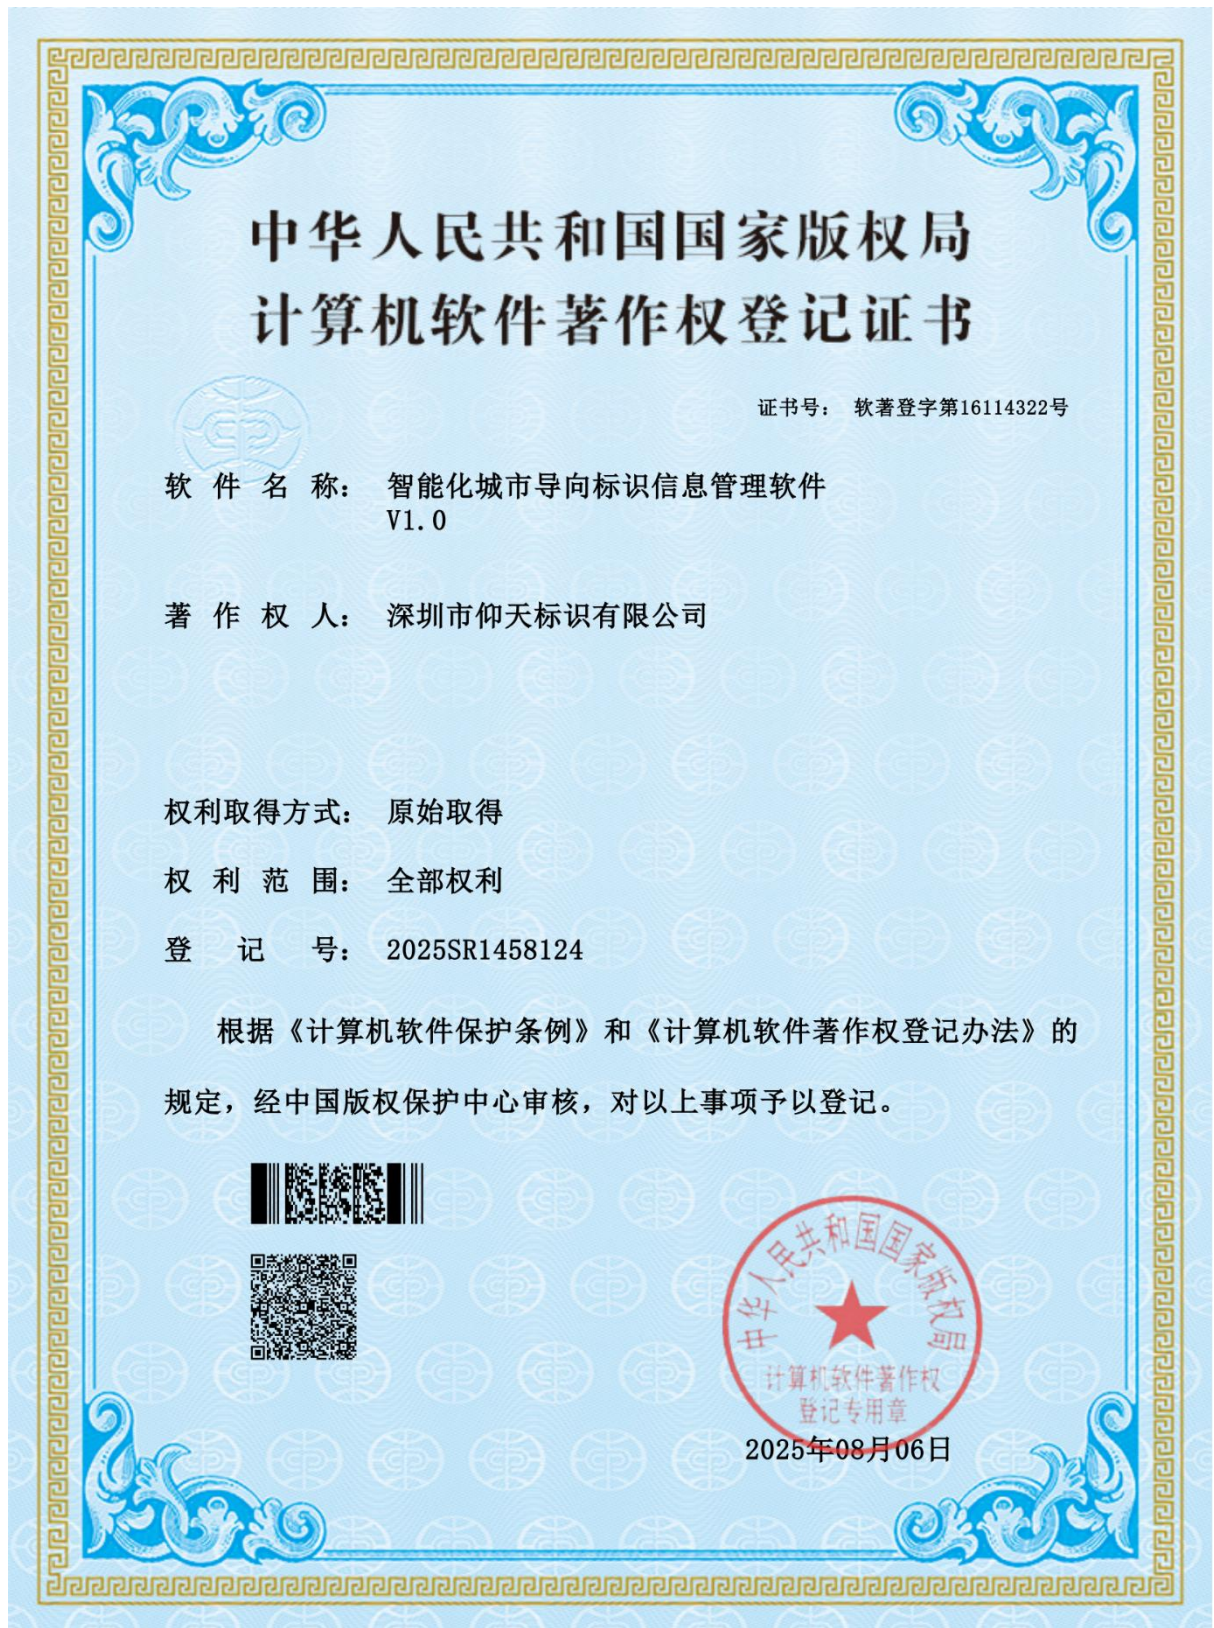 中华人民共和国国家版权局
计算机软件著作权登记证书
证书号： 软著登字第16114322号
软件名称： 智能化城市导向标识信息管理软件
V1.0
著作权人： 深圳市仰天标识有限公司
权利取得方式： 原始取得
权利范围： 全部权利
登记号： 2025SR1458124
根据《计算机软件保护条例》和《计算机软件著作权登记办法》的
规定，经中国版权保护中心审核，对以上事项予以登记。
中华人民共和国国家版权局
计算机软件著作权
登记专用章
2025年08月06日